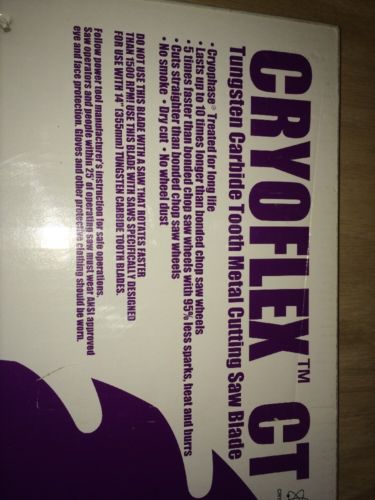 CRYOFLEX™ CT
Tungsten Carbide Tooth Metal Cutting Saw Blade
• Cryophase® Treated for long life
• Lasts up to 10 times longer than bonded chop saw wheels
• 5 times faster than bonded chop saw wheels with 95% less sparks, heat and burrs
• Cuts straighter than bonded chop saw wheels
• No smoke • Dry cut • No wheel dust
DO NOT USE THIS BLADE WITH A SAW THAT ROTATES FASTER
THAN 1500 RPM! USE THIS BLADE WITH SAWS SPECIFICALLY DESIGNED
FOR USE WITH 14" (355mm) TUNGSTEN CARBIDE TOOTH BLADES.
Follow power tool manufacturer's instruction for safe operations.
Saw operators and people within 25' of operating saw must wear ANSI approved
eye and face protection. Gloves and other protective clothing should be worn.